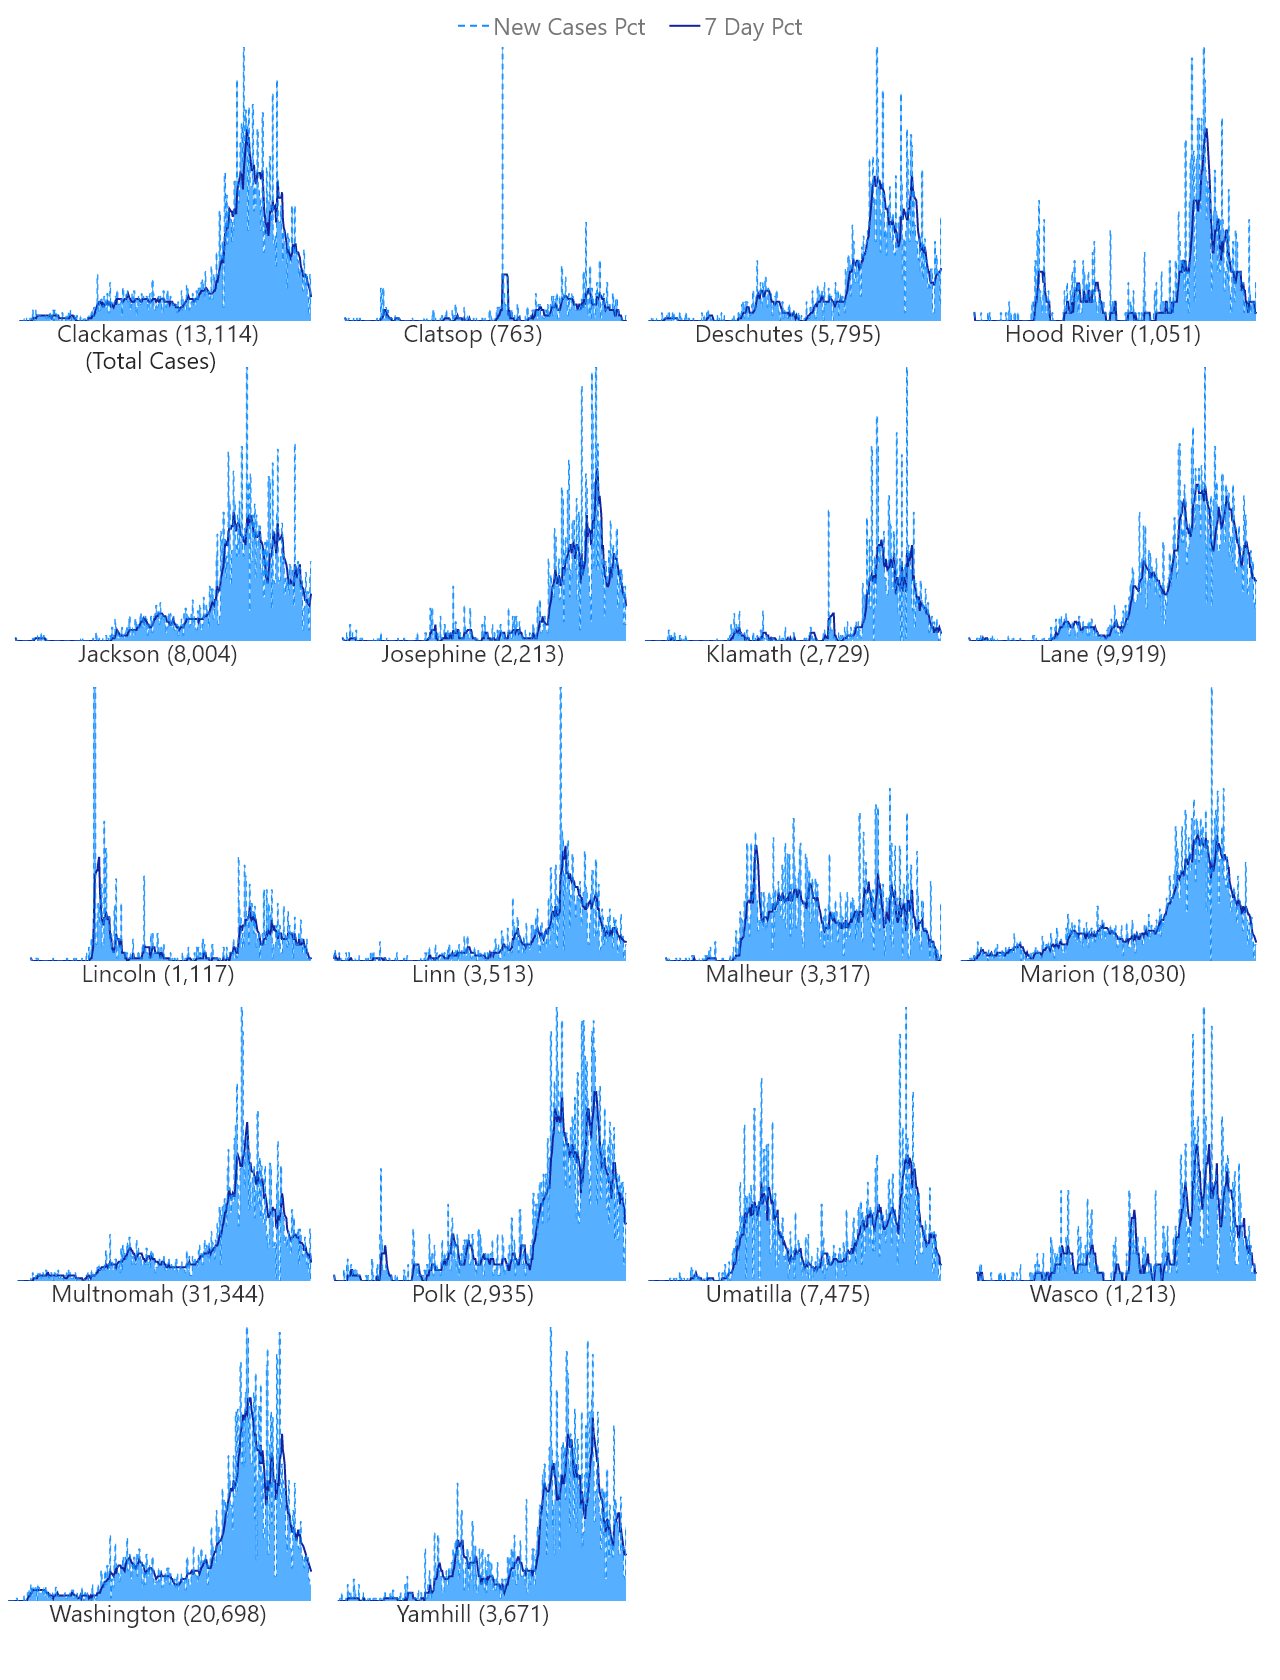 New Cases Pct 7 Day Pct
Clackamas (13,114) Clatsop (763) Deschutes (5,795) Hood River (1,051)
(Total Cases)
Jackson (8,004) Josephine (2,213) Klamath (2,729) Lane (9,919)
Lincoln (1,117) Linn (3,513) Malheur (3,317) Marion (18,030)
Multnomah (31,344) Polk (2,935) Umatilla (7,475) Wasco (1,213)
Washington (20,698) Yamhill (3,671)